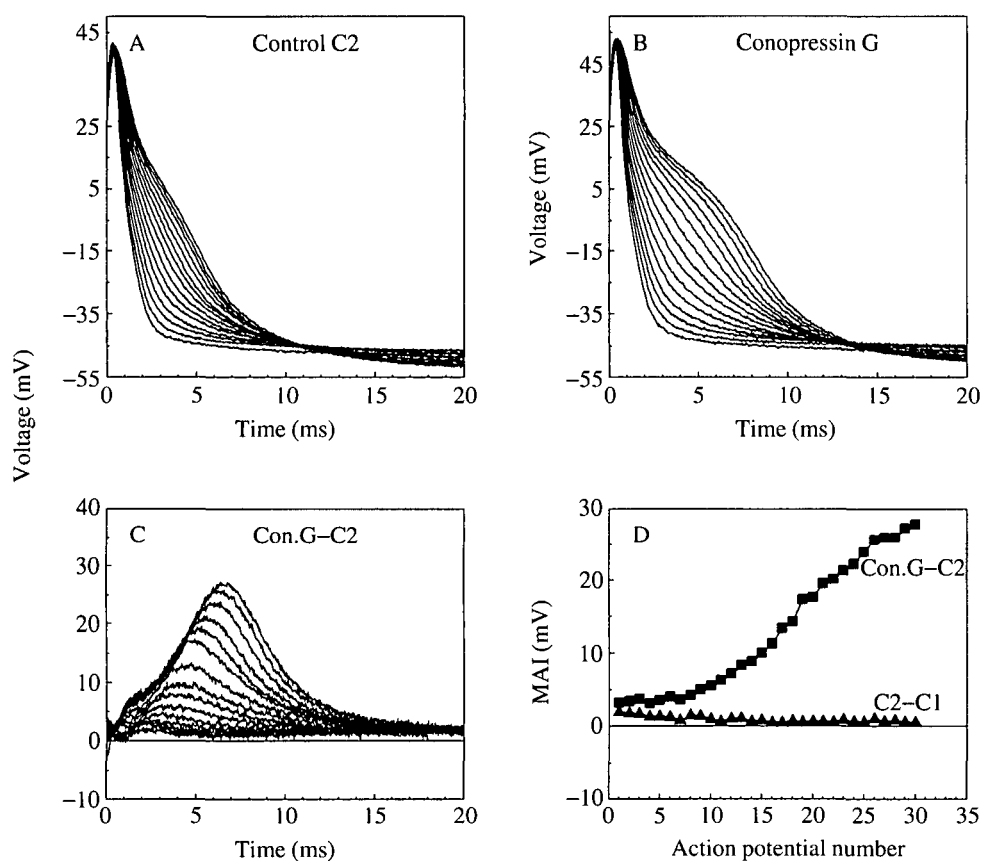 A
Control C2
45
25
5
−15
−35
−55
0
5
10
15
20
Time (ms)
Voltage (mV)
B
Conopressin G
45
25
5
−15
−35
−55
0
5
10
15
20
Time (ms)
Voltage (mV)
C
Con.G−C2
40
30
20
10
0
−10
0
5
10
15
20
Time (ms)
D
30
20
10
0
−10
MAI (mV)
Con.G−C2
C2−C1
0
5
10
15
20
25
30
35
Action potential number